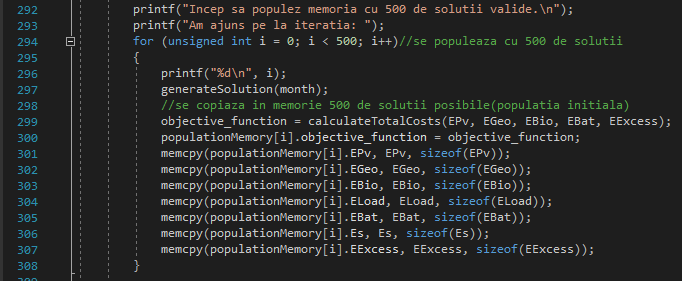 292 printf("Incep sa populez memoria cu 500 de solutii valide.\n");
293 printf("Am ajuns pe la iteratia: ");
294 for (unsigned int i = 0; i < 500; i++)//se populeaza cu 500 de solutii
295 {
296 printf("%d\n", i);
297 generateSolution(month);
298 //se copiaza in memorie 500 de solutii posibile(populatia initiala)
299 objective_function = calculateTotalCosts(EPv, EGeo, EBio, EBat, EExcess);
300 populationMemory[i].objective_function = objective_function;
301 memcpy(populationMemory[i].EPv, EPv, sizeof(EPv));
302 memcpy(populationMemory[i].EGeo, EGeo, sizeof(EGeo));
303 memcpy(populationMemory[i].EBio, EBio, sizeof(EBio));
304 memcpy(populationMemory[i].ELoad, ELoad, sizeof(ELoad));
305 memcpy(populationMemory[i].EBat, EBat, sizeof(EBat));
306 memcpy(populationMemory[i].Es, Es, sizeof(Es));
307 memcpy(populationMemory[i].EExcess, EExcess, sizeof(EExcess));
308 }